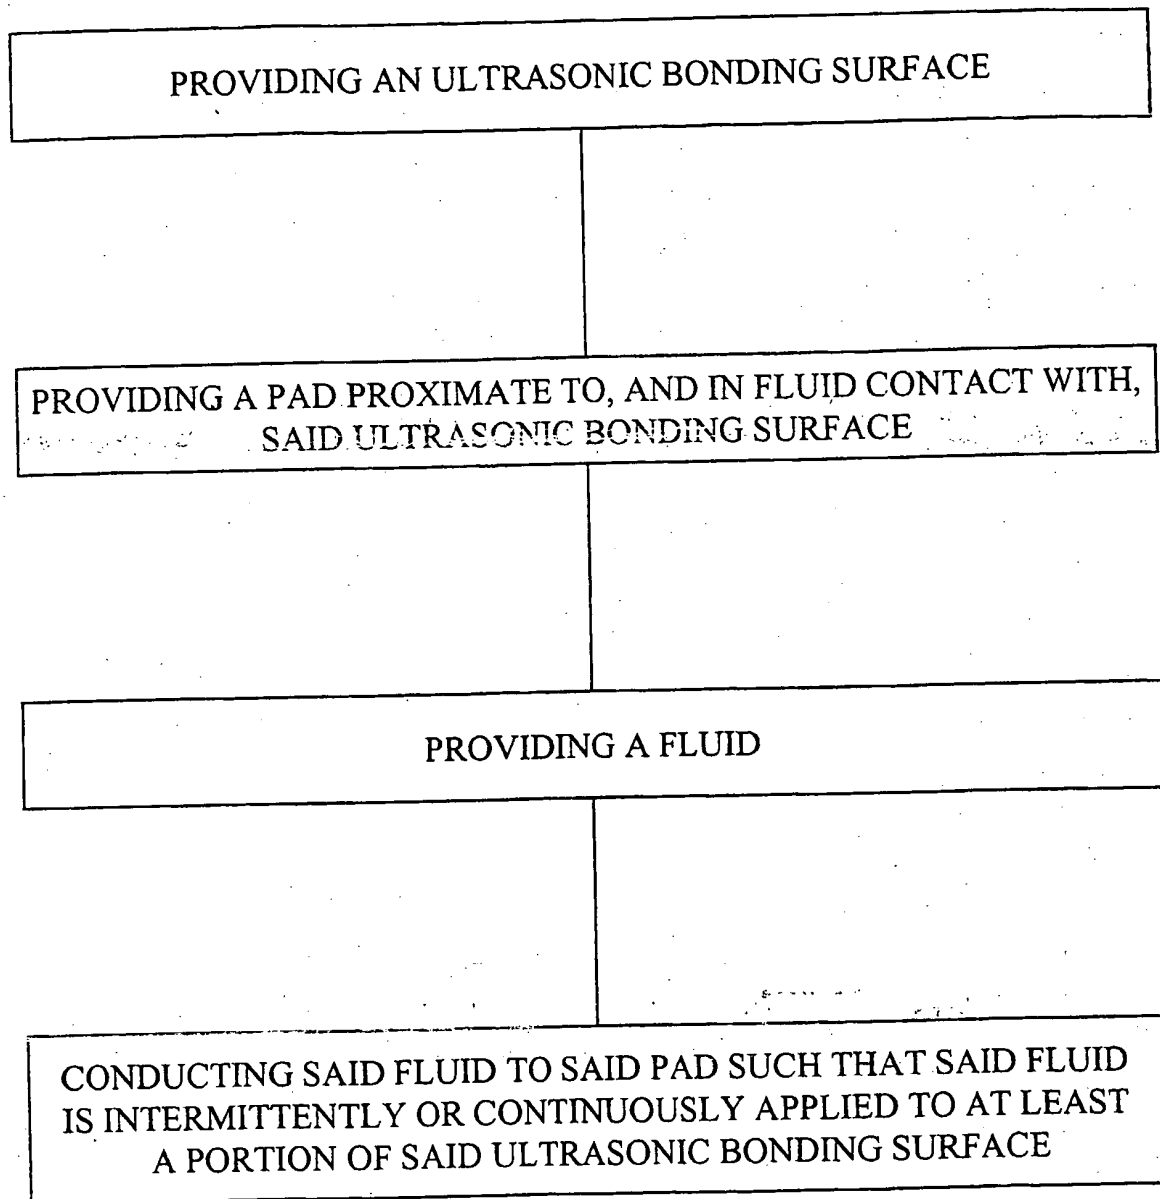 PROVIDING AN ULTRASONIC BONDING SURFACE
PROVIDING A PAD PROXIMATE TO, AND IN FLUID CONTACT WITH,
SAID ULTRASONIC BONDING SURFACE
PROVIDING A FLUID
CONDUCTING SAID FLUID TO SAID PAD SUCH THAT SAID FLUID
IS INTERMITTENTLY OR CONTINUOUSLY APPLIED TO AT LEAST
A PORTION OF SAID ULTRASONIC BONDING SURFACE